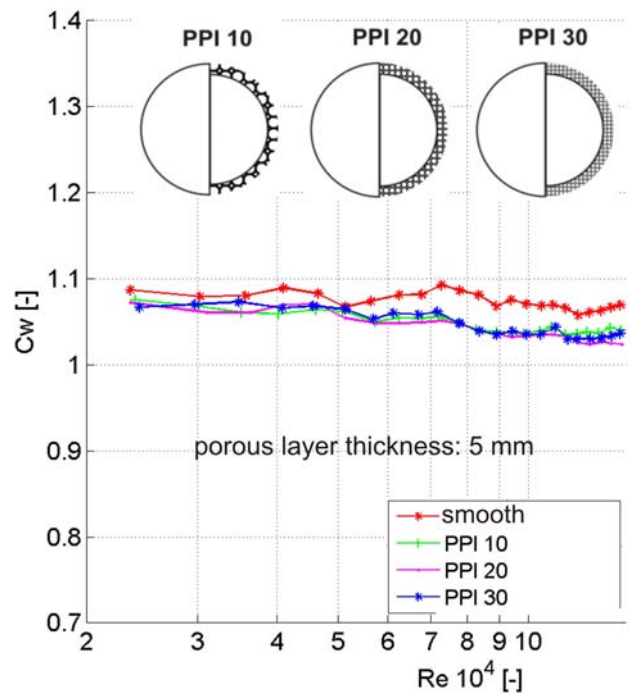 1.4
PPI 10 PPI 20 PPI 30
1.3
1.2
1.1
Cw [-]
1
porous layer thickness: 5 mm
0.9
0.8
smooth
PPI 10
PPI 20
PPI 30
0.7
2 3 4 5 6 7 8 9 10
Re 10⁴ [-]